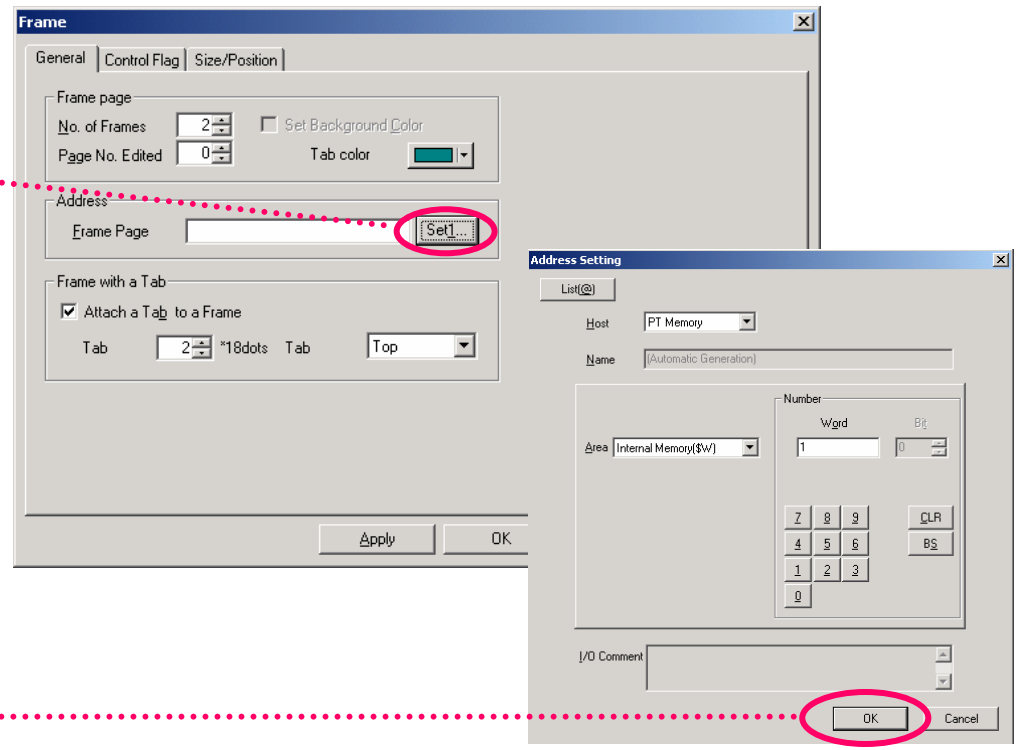 Frame
General Control Flag Size/Position
Frame page
No. of Frames 2 Set Background Color
Page No. Edited 0 Tab color
Address
Frame Page Set1...
Frame with a Tab
Attach a Tab to a Frame
Tab 2 *18dots Tab Top
Apply OK
Address Setting
List(@)
Host PT Memory
Name (Automatic Generation)
Number
Word Bit
Area Internal Memory($W) 1 0
7 8 9 CLR
4 5 6 BS
1 2 3
0
I/O Comment
OK Cancel